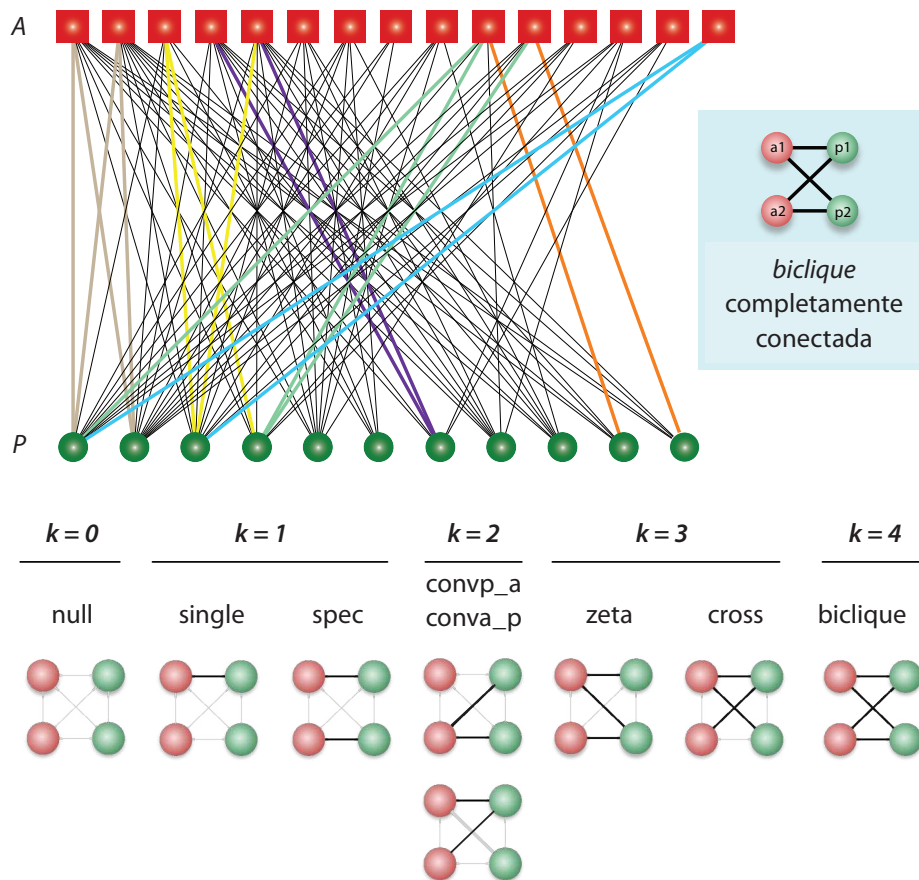 A
a1 p1
a2 p2
biclique
completamente
conectada
P
k = 0 k = 1 k = 2 k = 3 k = 4
convp_a
null single spec conva_p zeta cross biclique